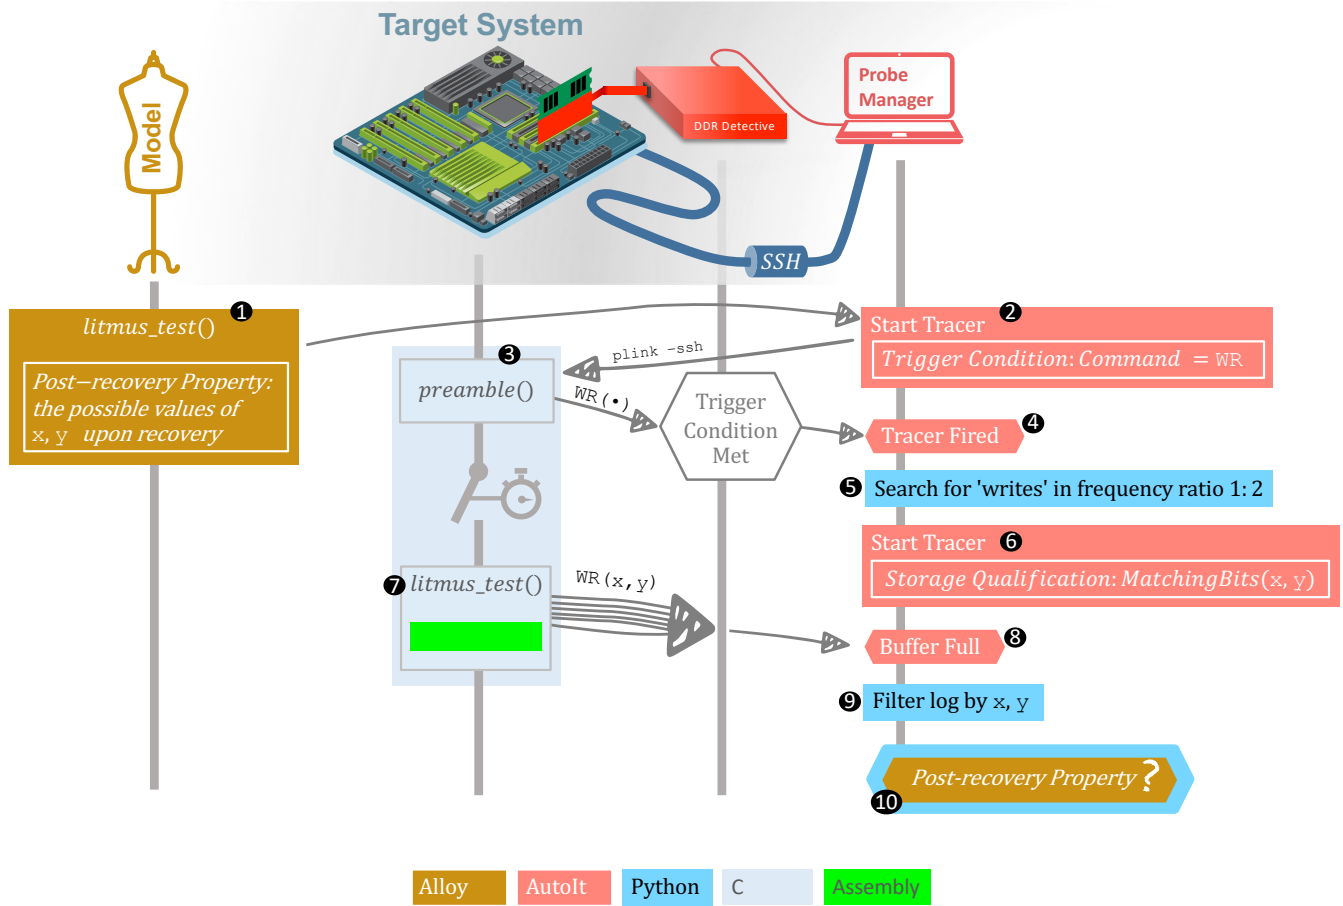 Target System
Model
Probe
Manager
DDR Detective
SSH
1
litmus_test()
Post−recovery Property:
the possible values of
x, y upon recovery
2
Start Tracer
Trigger Condition: Command = WR
plink -ssh
3
preamble()
WR(•)
Trigger
Condition
Met
4
Tracer Fired
5
Search for 'writes' in frequency ratio 1: 2
6
Start Tracer
Storage Qualification: MatchingBits(x, y)
7
litmus_test()
WR(x,y)
8
Buffer Full
9
Filter log by x, y
10
Post-recovery Property ?
Alloy
AutoIt
Python
C
Assembly